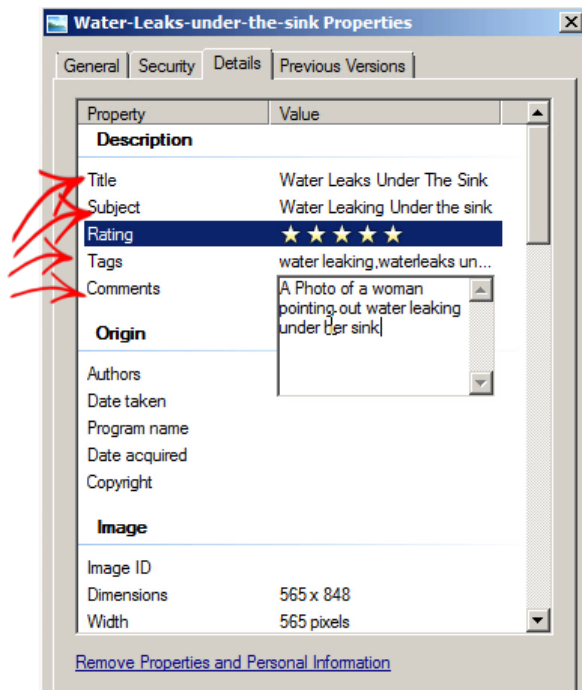 Water-Leaks-under-the-sink Properties
General Security Details Previous Versions
Property Value
Description
Title Water Leaks Under The Sink
Subject Water Leaking Under the sink
Rating
Tags water leaking,waterleaks un...
Comments A Photo of a woman
pointing out water leaking
under her sink
Origin
Authors
Date taken
Program name
Date acquired
Copyright
Image
Image ID
Dimensions 565 x 848
Width 565 pixels
Remove Properties and Personal Information